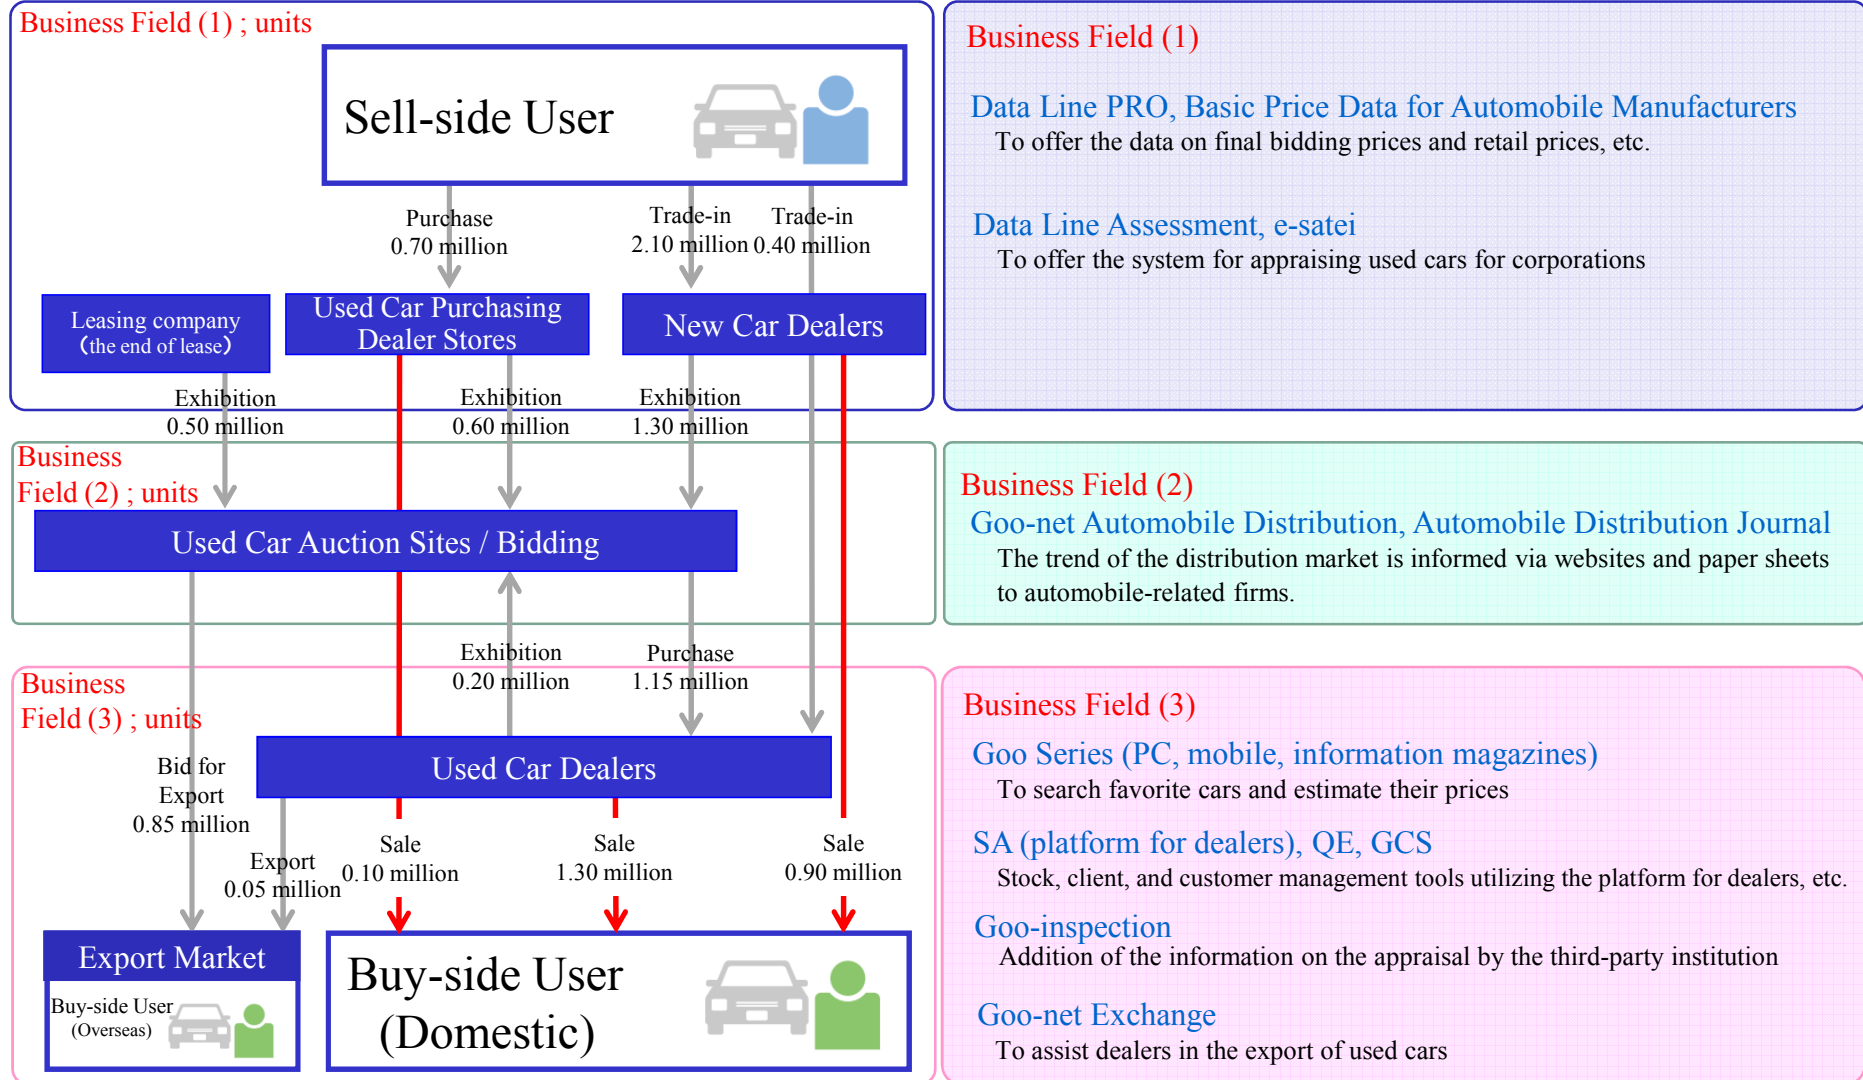 Business Field (1) ; units
Sell-side User
Purchase
0.70 million
Trade-in
2.10 million
Trade-in
0.40 million
Leasing company
(the end of lease)
Used Car Purchasing
Dealer Stores
New Car Dealers
Exhibition
0.50 million
Exhibition
0.60 million
Exhibition
1.30 million
Business
Field (2) ; units
Used Car Auction Sites / Bidding
Exhibition
0.20 million
Purchase
1.15 million
Business
Field (3) ; units
Used Car Dealers
Bid for
Export
0.85 million
Export
0.05 million
Sale
0.10 million
Sale
1.30 million
Sale
0.90 million
Export Market
Buy-side User
(Overseas)
Buy-side User
(Domestic)
Business Field (1)
Data Line PRO, Basic Price Data for Automobile Manufacturers
To offer the data on final bidding prices and retail prices, etc.
Data Line Assessment, e-satei
To offer the system for appraising used cars for corporations
Business Field (2)
Goo-net Automobile Distribution, Automobile Distribution Journal
The trend of the distribution market is informed via websites and paper sheets
to automobile-related firms.
Business Field (3)
Goo Series (PC, mobile, information magazines)
To search favorite cars and estimate their prices
SA (platform for dealers), QE, GCS
Stock, client, and customer management tools utilizing the platform for dealers, etc.
Goo-inspection
Addition of the information on the appraisal by the third-party institution
Goo-net Exchange
To assist dealers in the export of used cars